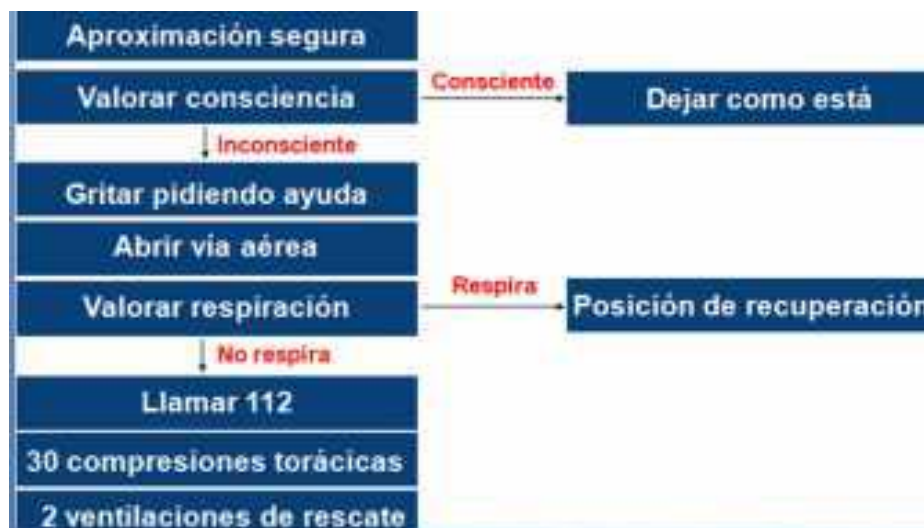 Aproximación segura
Valorar consciencia
Consciente
Dejar como está
Inconsciente
Gritar pidiendo ayuda
Abrir vía aérea
Valorar respiración
Respira
Posición de recuperación
No respira
Llamar 112
30 compresiones torácicas
2 ventilaciones de rescate